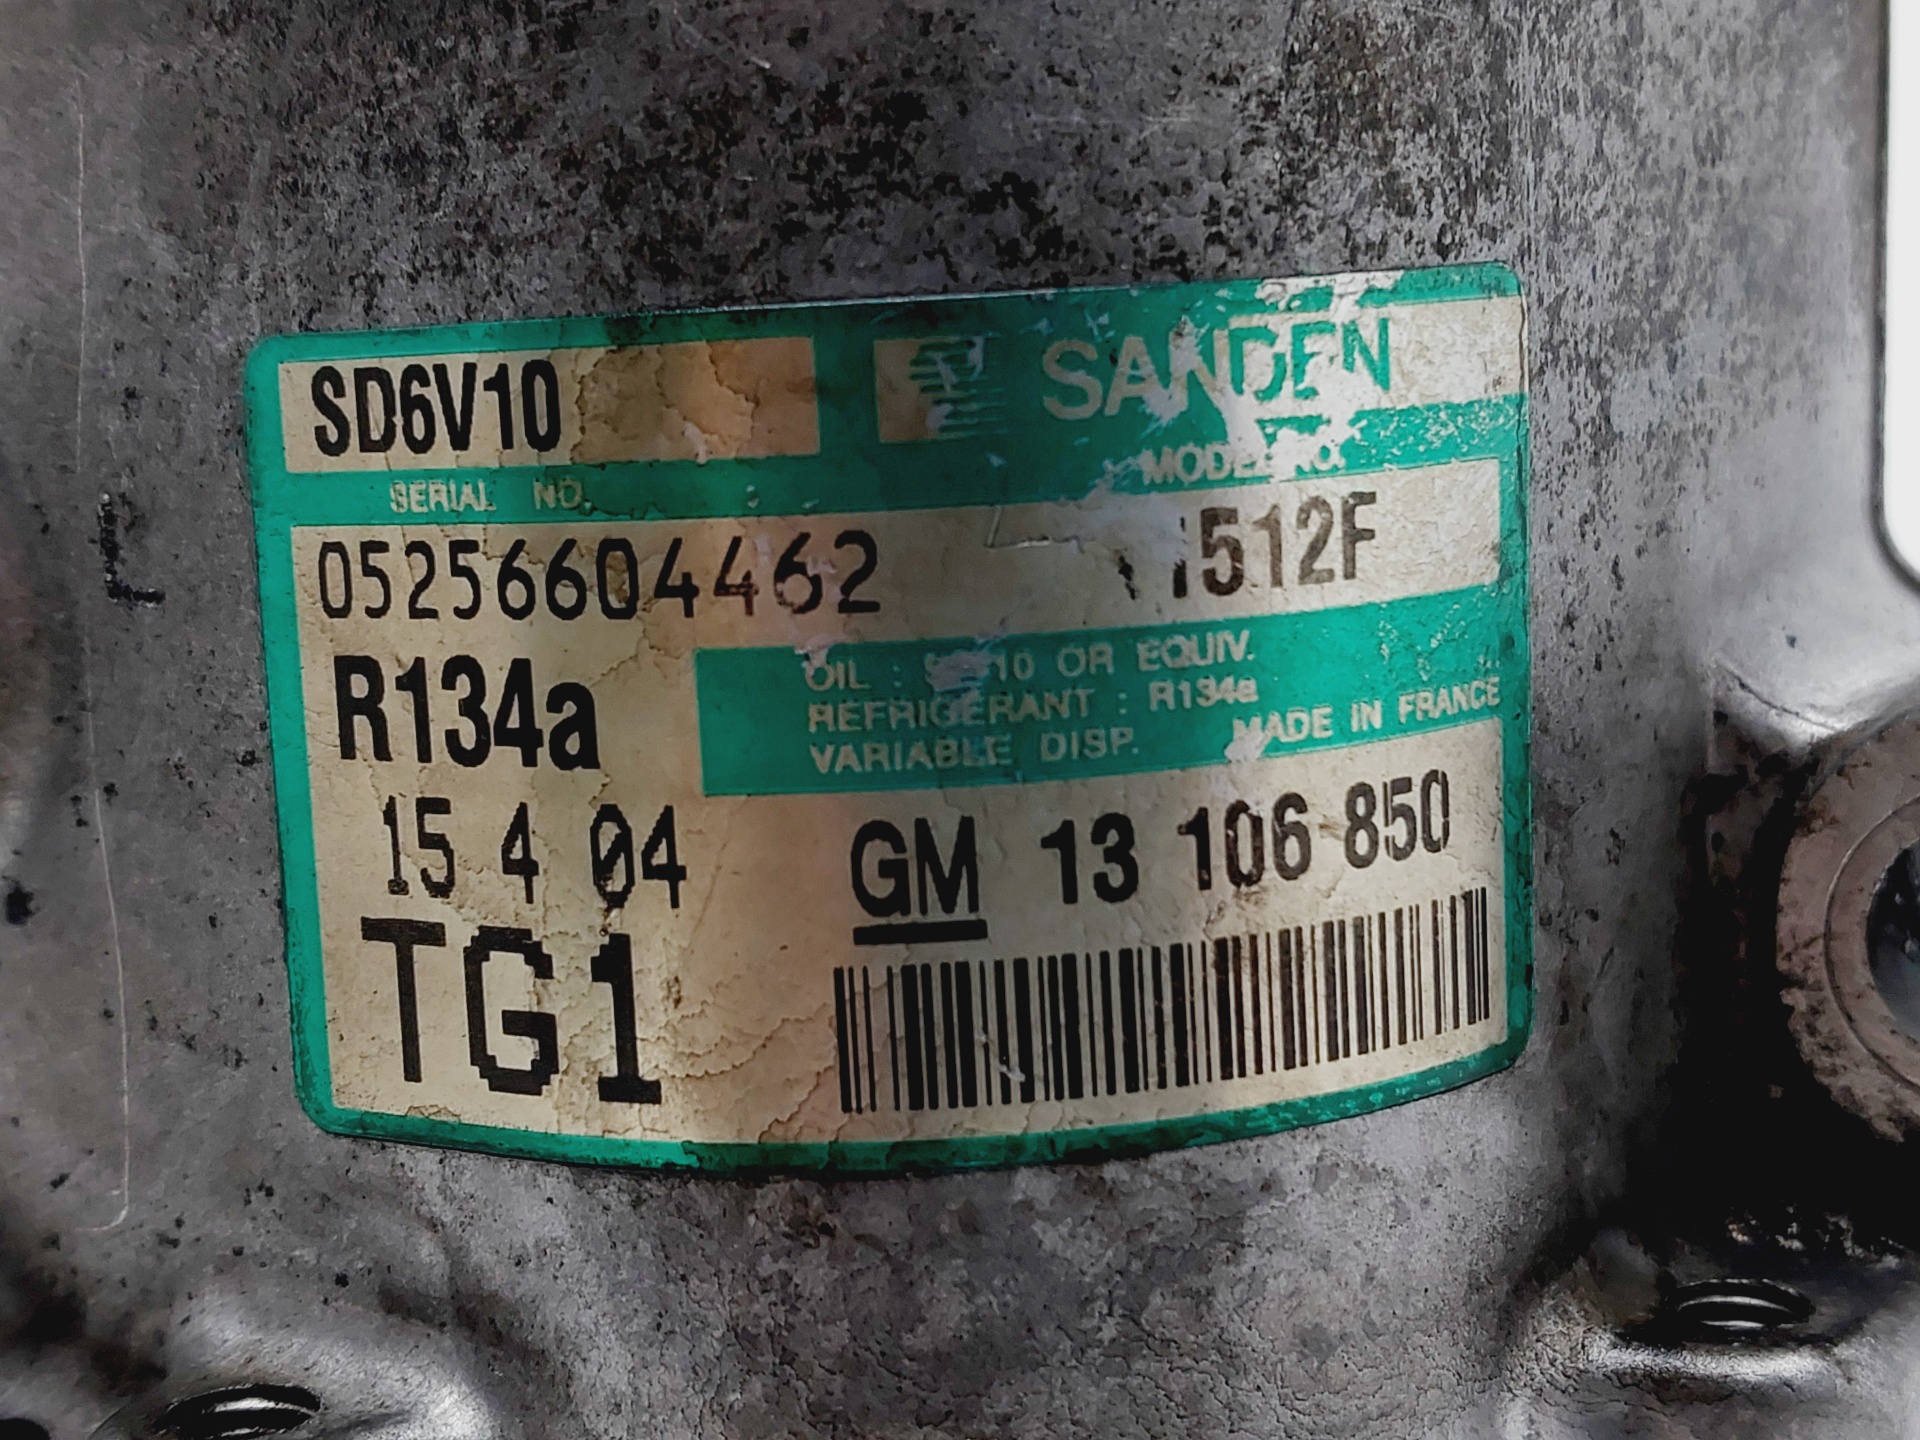 SD6V10 SANDEN
SERIAL NO. MODEL NO.
05256604462 1512F
R134a
OIL : 10 OR EQUIV.
REFRIGERANT : R134a
VARIABLE DISP. MADE IN FRANCE
15 4 04 GM 13 106 850
TG1